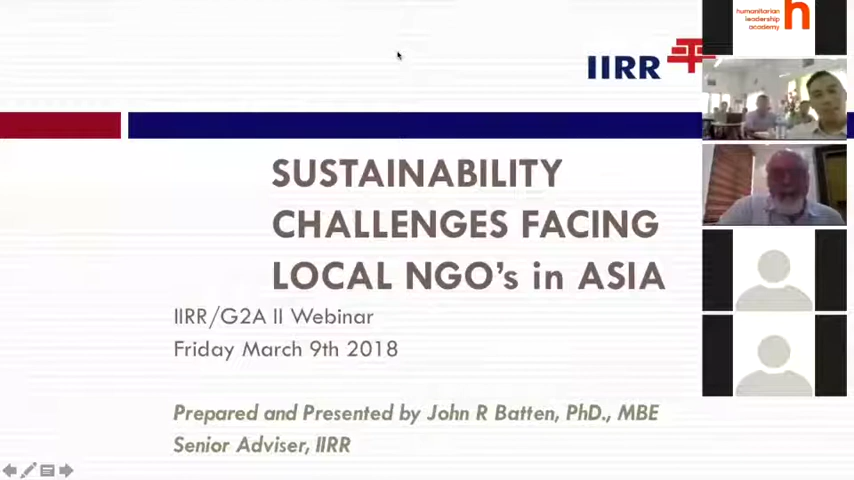 humanitarian
leadership
academy
h
IIRR
SUSTAINABILITY
CHALLENGES FACING
LOCAL NGO's in ASIA
IIRR/G2A II Webinar
Friday March 9th 2018
Prepared and Presented by John R Batten, PhD., MBE
Senior Adviser, IIRR